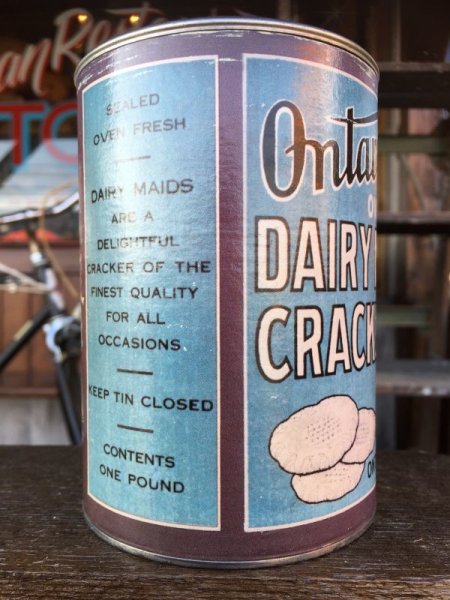 SEALED
OVEN FRESH
DAIRY MAIDS
ARE A
DELIGHTFUL
CRACKER OF THE
FINEST QUALITY
FOR ALL
OCCASIONS
KEEP TIN CLOSED
CONTENTS
ONE POUND
DAIRY